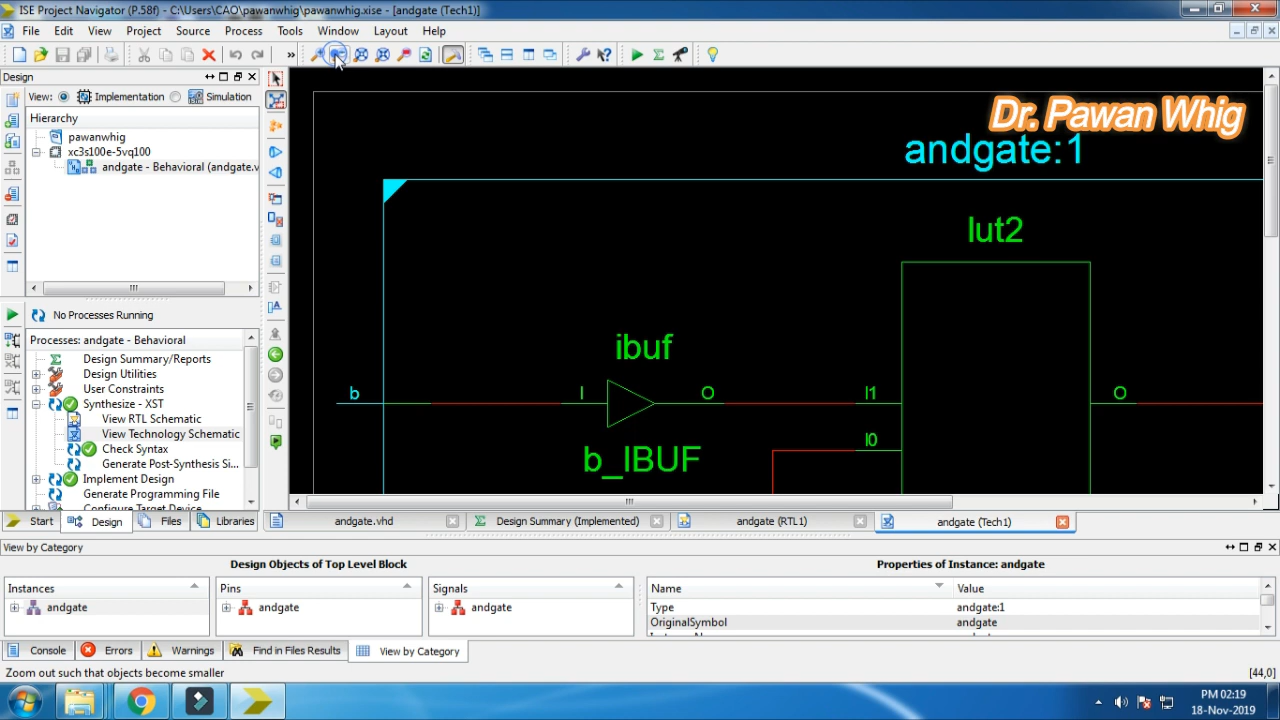 ISE Project Navigator (P.58f) - C:\Users\CAO\pawanwhig\pawanwhig.xise - [andgate (Tech1)]
File Edit View Project Source Process Tools Window Layout Help
Design
View: Implementation Simulation
Hierarchy
pawanwhig
xc3s100e-5vq100
andgate - Behavioral (andgate.v
No Processes Running
Processes: andgate - Behavioral
Design Summary/Reports
Design Utilities
User Constraints
Synthesize - XST
View RTL Schematic
View Technology Schematic
Check Syntax
Generate Post-Synthesis Si...
Implement Design
Generate Programming File
Configure Target Device
Start Design Files Libraries
Dr. Pawan Whig
andgate:1
lut2
ibuf
b I O I1 O
I0
b_IBUF
andgate.vhd Design Summary (Implemented) andgate (RTL1) andgate (Tech1)
View by Category
Design Objects of Top Level Block Properties of Instance: andgate
Instances Pins Signals Name Value
andgate andgate andgate Type andgate:1
OriginalSymbol andgate
Console Errors Warnings Find in Files Results View by Category
Zoom out such that objects become smaller [44,0]
PM 02:19
18-Nov-2019